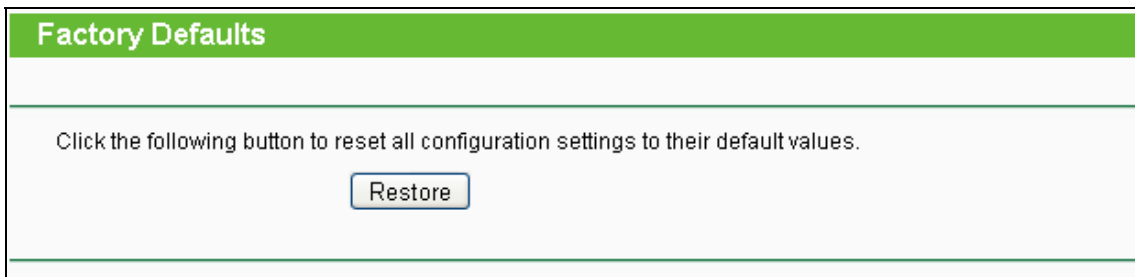 Factory Defaults
Click the following button to reset all configuration settings to their default values.
Restore